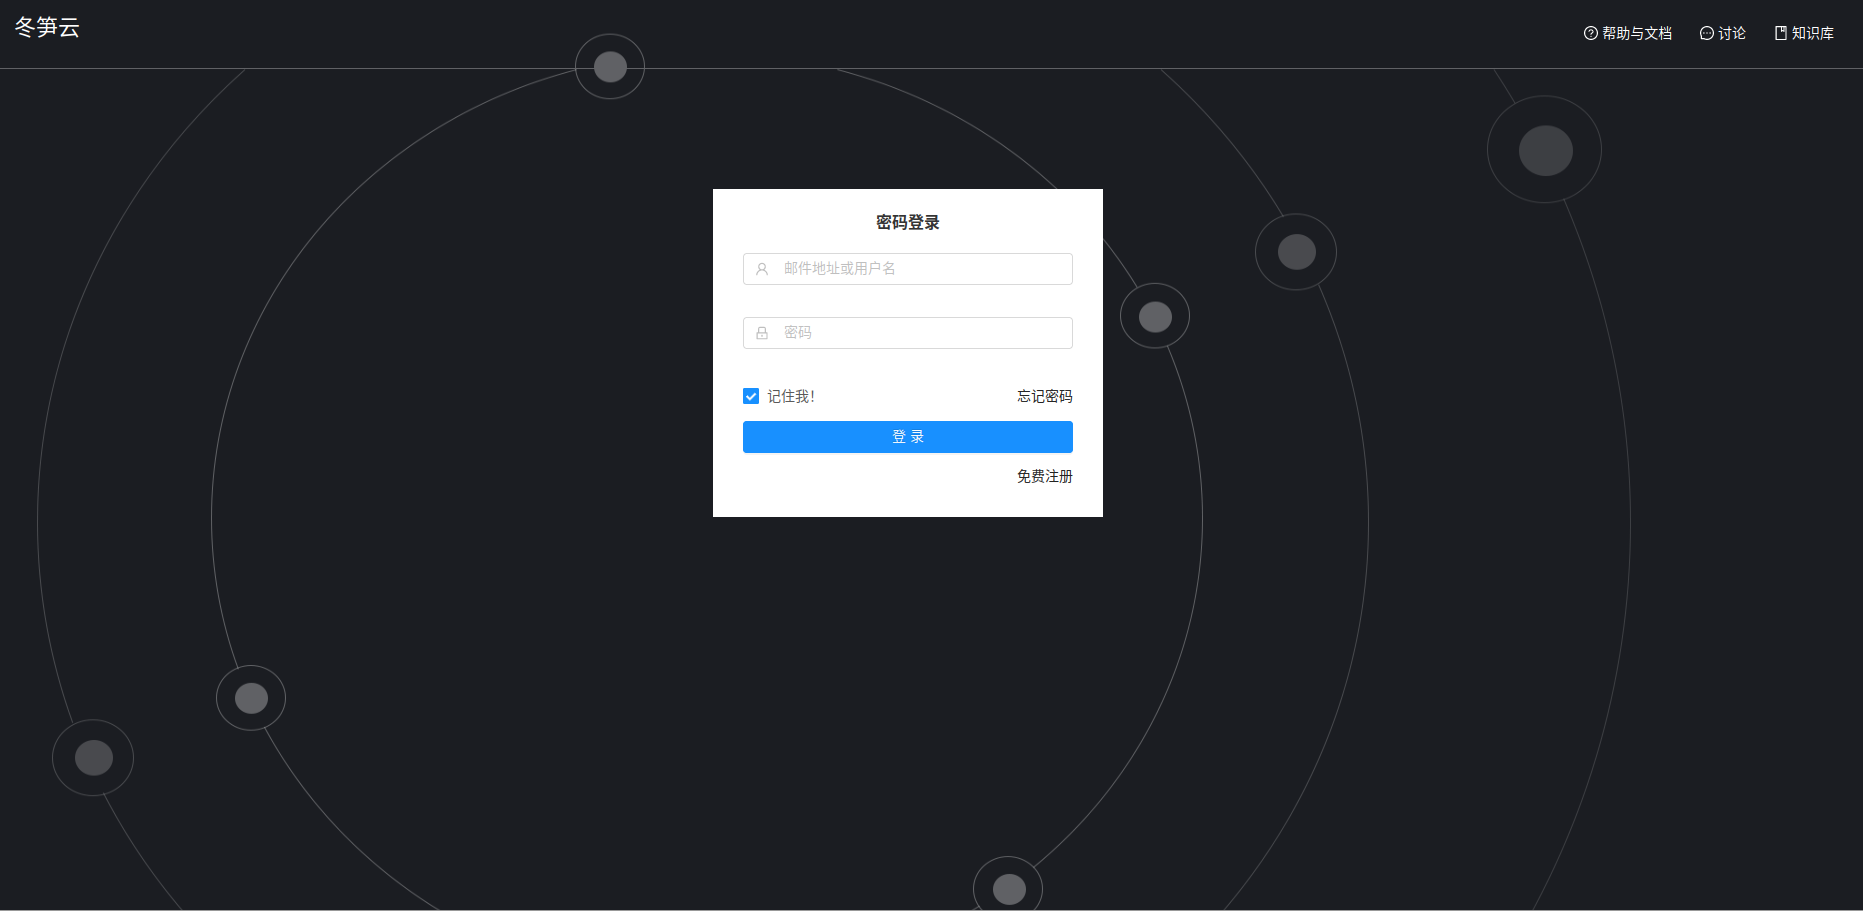 冬笋云
帮助与文档 讨论 知识库
密码登录
邮件地址或用户名
密码
记住我! 忘记密码
登 录
免费注册